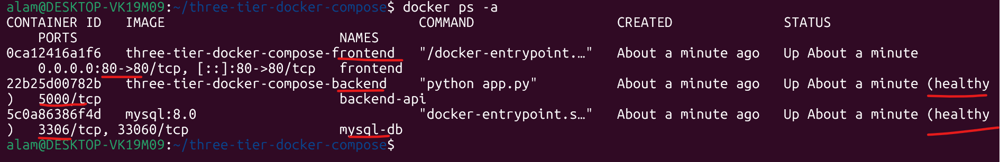 alam@DESKTOP-VK19M09:~/three-tier-docker-compose$ docker ps -a
CONTAINER ID   IMAGE                                COMMAND                  CREATED              STATUS
    PORTS                                 NAMES
0ca12416a1f6   three-tier-docker-compose-frontend   "/docker-entrypoint.…"   About a minute ago   Up About a minute
    0.0.0.0:80->80/tcp, [::]:80->80/tcp   frontend
22b25d00782b   three-tier-docker-compose-backend    "python app.py"          About a minute ago   Up About a minute (healthy
)   5000/tcp                              backend-api
5c0a86386f4d   mysql:8.0                            "docker-entrypoint.s…"   About a minute ago   Up About a minute (healthy
)   3306/tcp, 33060/tcp                   mysql-db
alam@DESKTOP-VK19M09:~/three-tier-docker-compose$